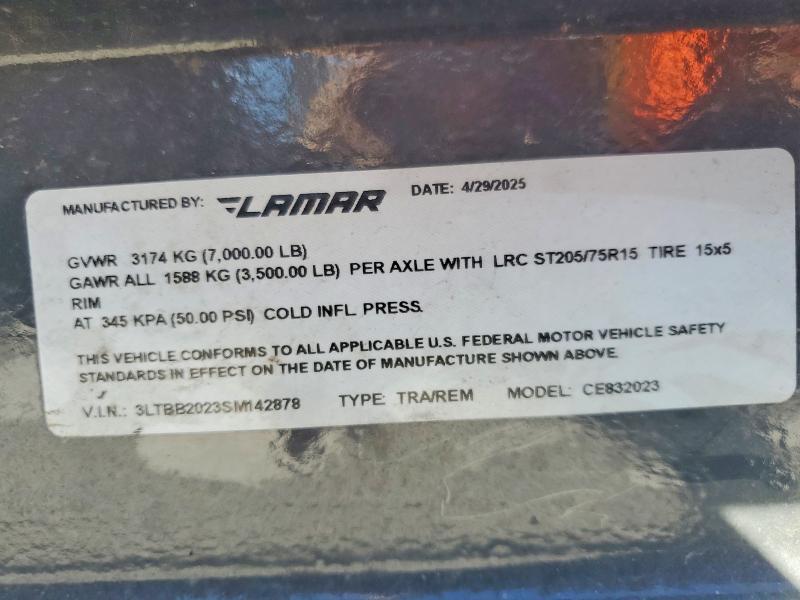 MANUFACTURED BY: LAMAR DATE: 4/29/2025
GVWR 3174 KG (7,000.00 LB)
GAWR ALL 1588 KG (3,500.00 LB) PER AXLE WITH LRC ST205/75R15 TIRE 15x5
RIM
AT 345 KPA (50.00 PSI) COLD INFL. PRESS.
THIS VEHICLE CONFORMS TO ALL APPLICABLE U.S. FEDERAL MOTOR VEHICLE SAFETY
STANDARDS IN EFFECT ON THE DATE OF MANUFACTURE SHOWN ABOVE.
V.I.N.: 3LTBB2023SM142878 TYPE: TRA/REM MODEL: CE832023